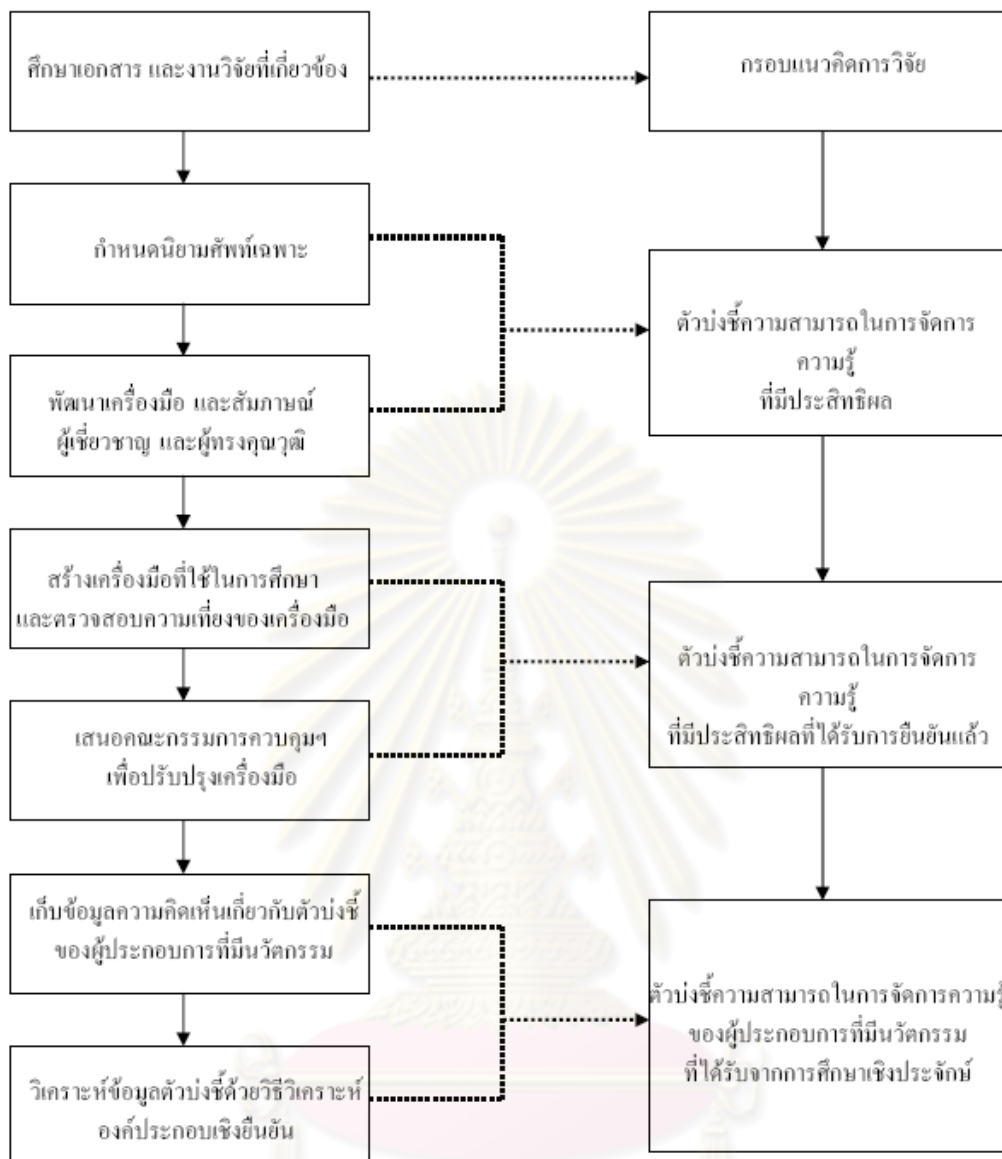 ศึกษาเอกสาร และงานวิจัยที่เกี่ยวข้อง
กรอบแนวคิดการวิจัย
กำหนดนิยามศัพท์เฉพาะ
ตัวบ่งชี้ความสามารถในการจัดการ
ความรู้
ที่มีประสิทธิผล
พัฒนาเครื่องมือ และสัมภาษณ์
ผู้เชี่ยวชาญ และผู้ทรงคุณวุฒิ
สร้างเครื่องมือที่ใช้ในการศึกษา
และตรวจสอบความเที่ยงของเครื่องมือ
ตัวบ่งชี้ความสามารถในการจัดการ
ความรู้
ที่มีประสิทธิผลที่ได้รับการยืนยันแล้ว
เสนอคณะกรรมการควบคุมฯ
เพื่อปรับปรุงเครื่องมือ
เก็บข้อมูลความคิดเห็นเกี่ยวกับตัวบ่งชี้
ของผู้ประกอบการที่มีนวัตกรรม
ตัวบ่งชี้ความสามารถในการจัดการความรู้
ของผู้ประกอบการที่มีนวัตกรรม
ที่ได้รับจากการศึกษาเชิงประจักษ์
วิเคราะห์ข้อมูลตัวบ่งชี้ด้วยวิธีวิเคราะห์
องค์ประกอบเชิงยืนยัน